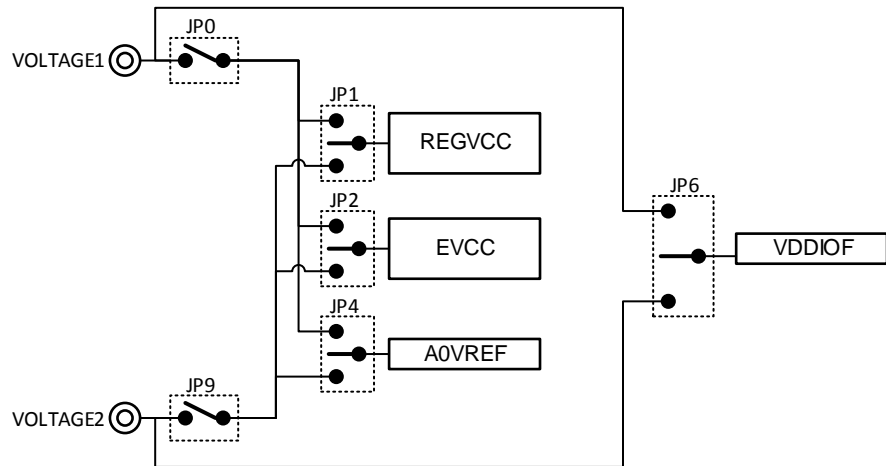 JP0
VOLTAGE1
JP1
REGVCC
JP6
JP2
EVCC
VDDIOF
JP4
A0VREF
JP9
VOLTAGE2